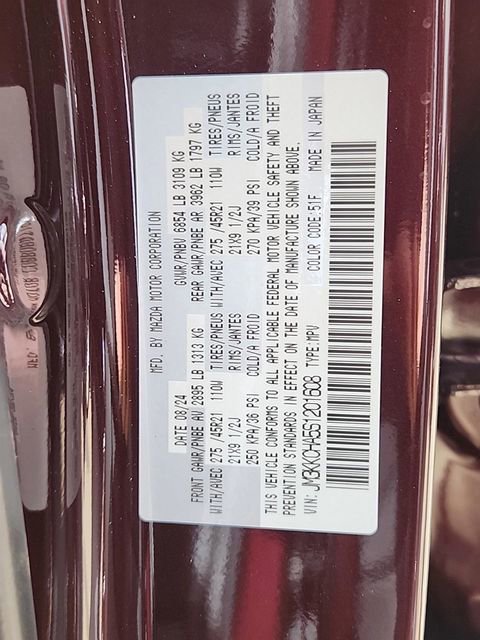 MFD. BY MAZDA MOTOR CORPORATION
DATE 08/24 GVWR/PNBV 6854 LB 3109 KG
FRONT GAWR/PNBE AV 2895 LB 1313 KG REAR GAWR/PNBE AR 3962 LB 1797 KG
WITH/AVEC 275 /45R21 110W TIRES/PNEUS WITH/AVEC 275 /45R21 110W TIRES/PNEUS
21X9 1/2J RIMS/JANTES 21X9 1/2J RIMS/JANTES
250 KPA/36 PSI COLD/A FROID 270 KPA/39 PSI COLD/A FROID
THIS VEHICLE CONFORMS TO ALL APPLICABLE FEDERAL MOTOR VEHICLE SAFETY AND THEFT
PREVENTION STANDARDS IN EFFECT ON THE DATE OF MANUFACTURE SHOWN ABOVE.
VIN: JM3KKCHA5S1201608 TYPE:MPV COLOR CODE:51F MADE IN JAPAN